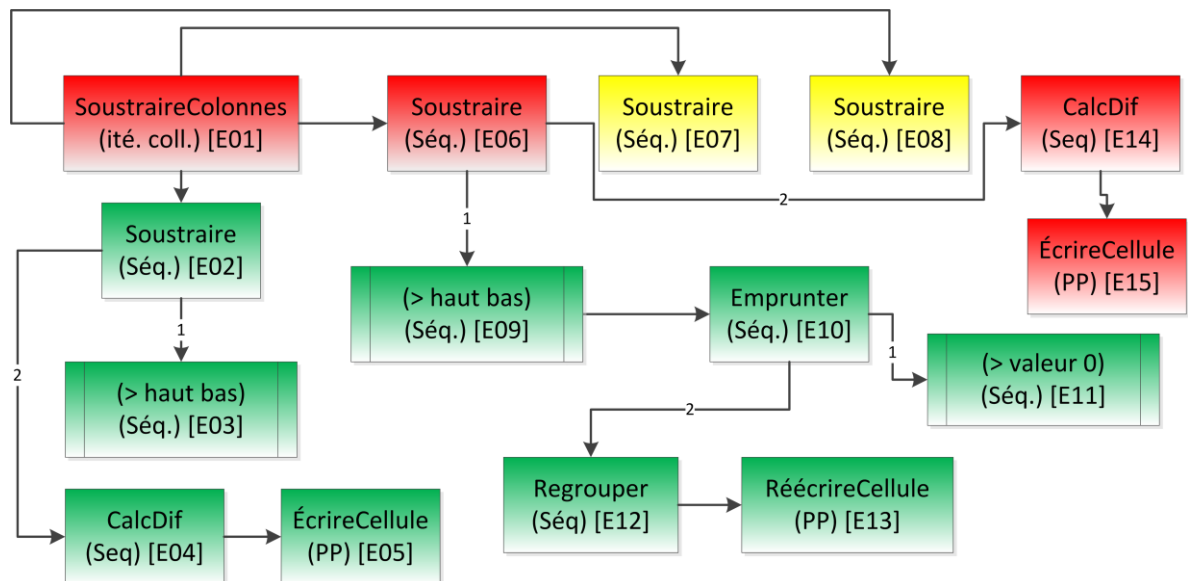 SoustraireColonnes
(ité. coll.) [E01]
Soustraire
(Séq.) [E06]
Soustraire
(Séq.) [E07]
Soustraire
(Séq.) [E08]
CalcDif
(Seq) [E14]
2
1
Soustraire
(Séq.) [E02]
ÉcrireCellule
(PP) [E15]
(> haut bas)
(Séq.) [E09]
Emprunter
(Séq.) [E10]
1
1
2
(> valeur 0)
(Séq.) [E11]
(> haut bas)
(Séq.) [E03]
2
Regrouper
(Séq) [E12]
RéécrireCellule
(PP) [E13]
CalcDif
(Seq) [E04]
ÉcrireCellule
(PP) [E05]